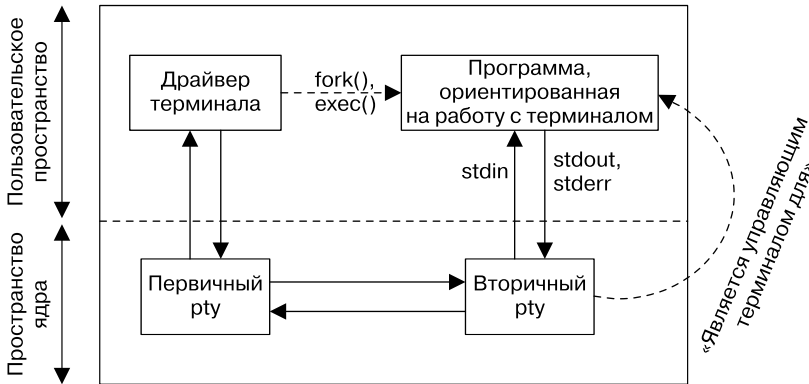 Пользовательское
пространство
Драйвер
терминала
fork(),
exec()
Программа,
ориентированная
на работу с терминалом
stdin
stdout,
stderr
«Является управляющим
терминалом для»
Пространство
ядра
Первичный
pty
Вторичный
pty